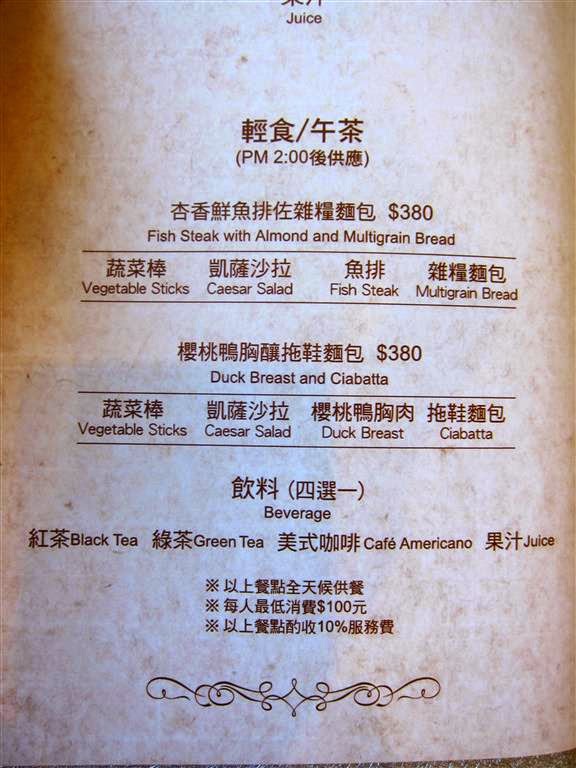 果汁
Juice
輕食/午茶
(PM 2:00後供應)
杏香鮮魚排佐雜糧麵包 $380
Fish Steak with Almond and Multigrain Bread
蔬菜棒 凱薩沙拉 魚排 雜糧麵包
Vegetable Sticks Caesar Salad Fish Steak Multigrain Bread
櫻桃鴨胸釀拖鞋麵包 $380
Duck Breast and Ciabatta
蔬菜棒 凱薩沙拉 櫻桃鴨胸肉 拖鞋麵包
Vegetable Sticks Caesar Salad Duck Breast Ciabatta
飲料 (四選一)
Beverage
紅茶Black Tea 綠茶Green Tea 美式咖啡 Café Americano 果汁Juice
※ 以上餐點全天候供餐
※ 每人最低消費$100元
※ 以上餐點酌收10%服務費